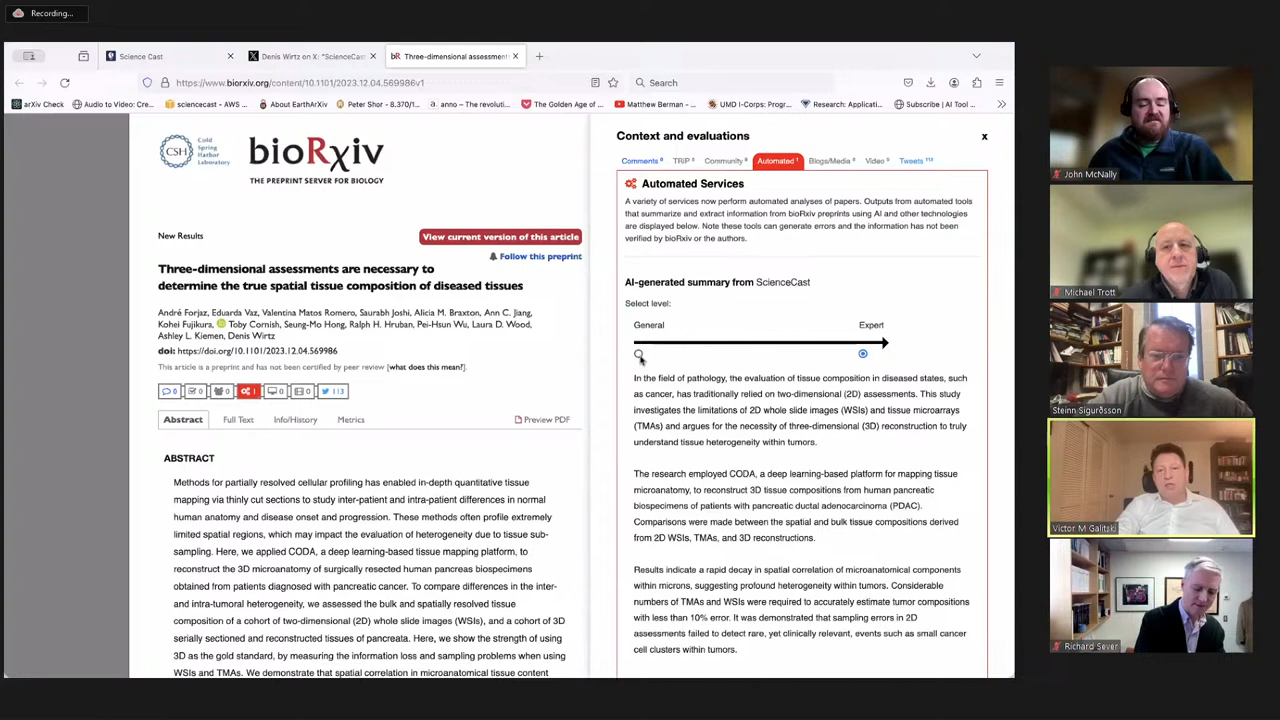 Recording...
Science Cast
Denis Wirtz on X: "ScienceCast
bR Three-dimensional assessment
https://www.biorxiv.org/content/10.1101/2023.12.04.569986v1
Search
arXiv Check
Audio to Video: Cre...
sciencecast - AWS ...
About EarthArxiv
Peter Shor - 8.370/1...
anno – The revoluti...
The Golden Age of ...
Matthew Berman - ...
UMD I-Corps: Progr...
Research: Applicati...
Subscribe | AI Tool ...
CSH
Cold
Spring
Harbor
Laboratory
bioRxiv
THE PREPRINT SERVER FOR BIOLOGY
New Results
View current version of this article
Follow this preprint
Three-dimensional assessments are necessary to
determine the true spatial tissue composition of diseased tissues
André Forjaz, Eduarda Vaz, Valentina Matos Romero, Saurabh Joshi, Alicia M. Braxton, Ann C. Jiang,
Kohei Fujikura, Toby Cornish, Seung-Mo Hong, Ralph H. Hruban, Pei-Hsun Wu, Laura D. Wood,
Ashley L. Kiemen, Denis Wirtz
doi: https://doi.org/10.1101/2023.12.04.569986
This article is a preprint and has not been certified by peer review [what does this mean?].
0 0 0 1 0 0 113
Abstract
Full Text
Info/History
Metrics
Preview PDF
ABSTRACT
Methods for partially resolved cellular profiling has enabled in-depth quantitative tissue
mapping via thinly cut sections to study inter-patient and intra-patient differences in normal
human anatomy and disease onset and progression. These methods often profile extremely
limited spatial regions, which may impact the evaluation of heterogeneity due to tissue sub-
sampling. Here, we applied CODA, a deep learning-based tissue mapping platform, to
reconstruct the 3D microanatomy of surgically resected human pancreas biospecimens
obtained from patients diagnosed with pancreatic cancer. To compare differences in the inter-
and intra-tumoral heterogeneity, we assessed the bulk and spatially resolved tissue
composition of a cohort of two-dimensional (2D) whole slide images (WSIs), and a cohort of 3D
serially sectioned and reconstructed tissues of pancreata. Here, we show the strength of using
3D as the gold standard, by measuring the information loss and sampling problems when using
WSIs and TMAs. We demonstrate that spatial correlation in microanatomical tissue content
Context and evaluations
x
Comments 0
TRiP 0
Community 0
Automated 1
Blogs/Media 0
Video 0
Tweets 113
Automated Services
A variety of services now perform automated analyses of papers. Outputs from automated tools
that summarize and extract information from bioRxiv preprints using AI and other technologies
are displayed below. Note these tools can generate errors and the information has not been
verified by bioRxiv or the authors.
AI-generated summary from ScienceCast
Select level:
General
Expert
In the field of pathology, the evaluation of tissue composition in diseased states, such
as cancer, has traditionally relied on two-dimensional (2D) assessments. This study
investigates the limitations of 2D whole slide images (WSIs) and tissue microarrays
(TMAs) and argues for the necessity of three-dimensional (3D) reconstruction to truly
understand tissue heterogeneity within tumors.
The research employed CODA, a deep learning-based platform for mapping tissue
microanatomy, to reconstruct 3D tissue compositions from human pancreatic
biospecimens of patients with pancreatic ductal adenocarcinoma (PDAC).
Comparisons were made between the spatial and bulk tissue compositions derived
from 2D WSIs, TMAs, and 3D reconstructions.
Results indicate a rapid decay in spatial correlation of microanatomical components
within microns, suggesting profound heterogeneity within tumors. Considerable
numbers of TMAs and WSIs were required to accurately estimate tumor compositions
with less than 10% error. It was demonstrated that sampling errors in 2D
assessments failed to detect rare, yet clinically relevant, events such as small cancer
cell clusters within tumors.
John McNally
Michael Trott
Steinn Sigurðsson
Victor M Galitski
Richard Sever